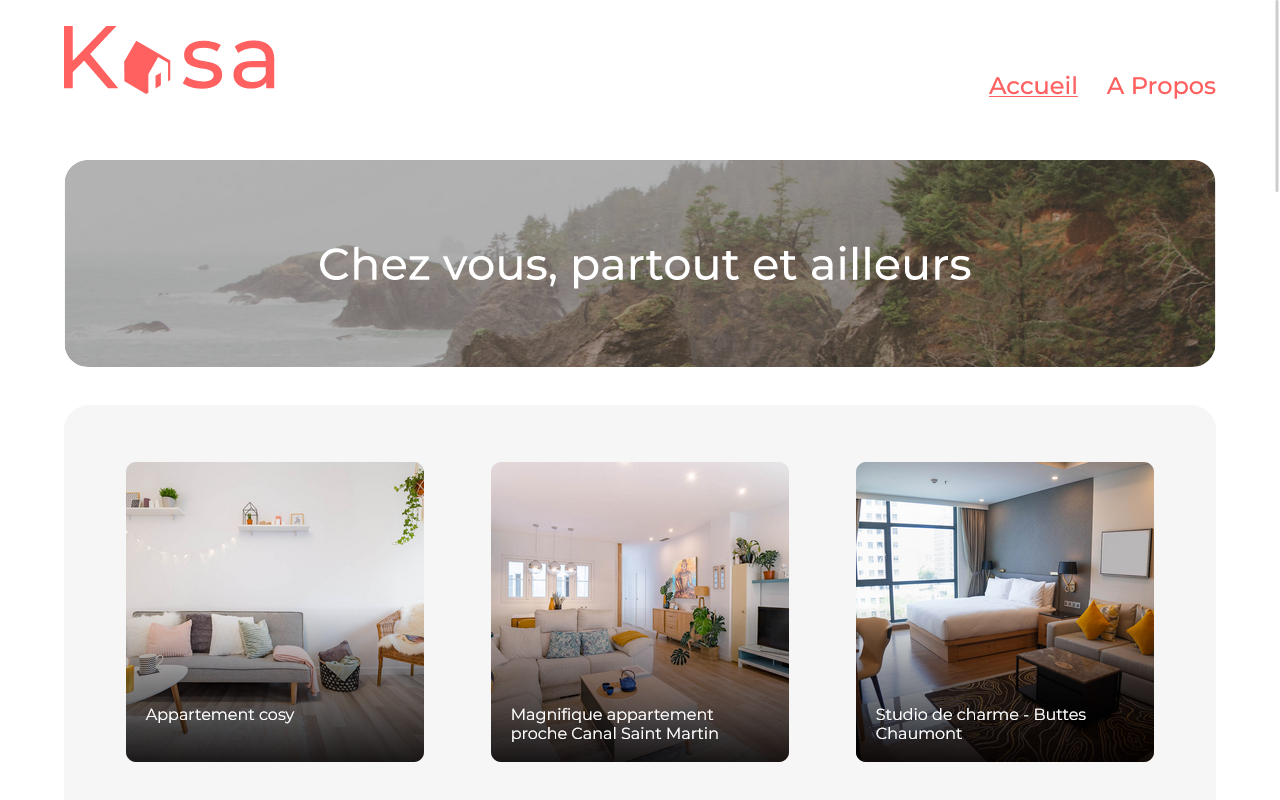 Kasa
Accueil
A Propos
Chez vous, partout et ailleurs
Appartement cosy
Magnifique appartement
proche Canal Saint Martin
Studio de charme - Buttes
Chaumont